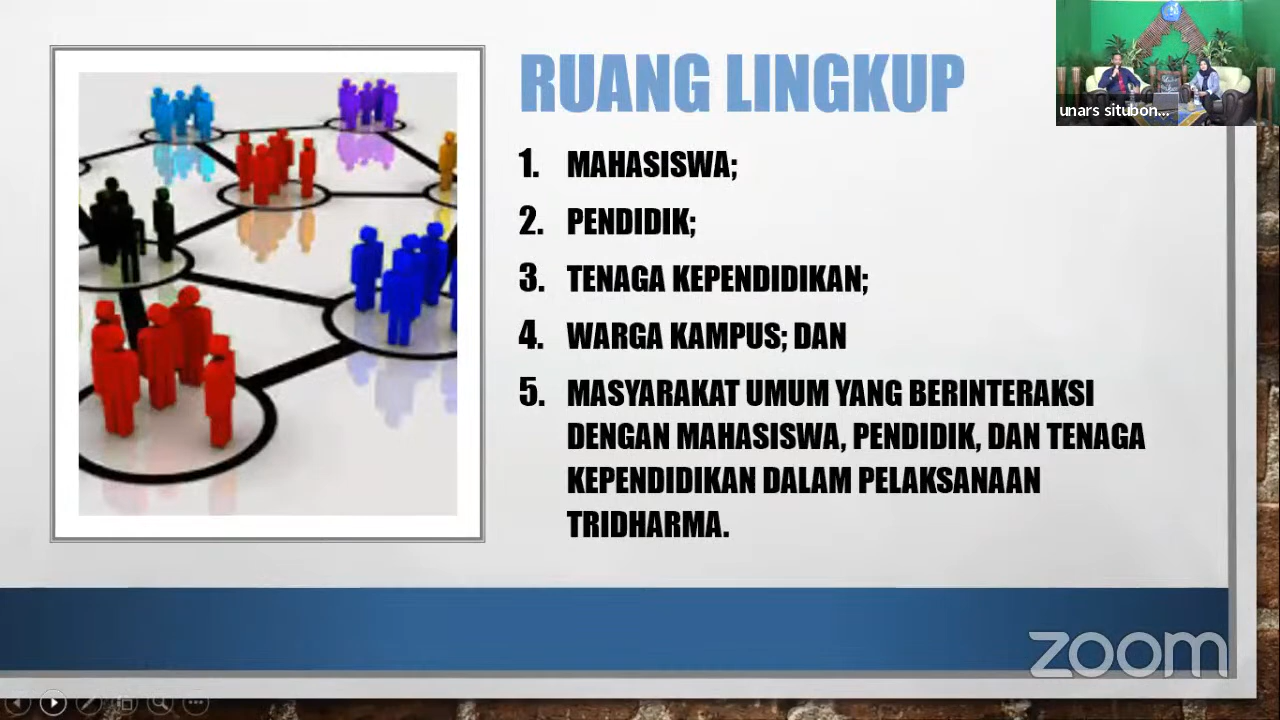 RUANG LINGKUP
unars situbon...
1. MAHASISWA;
2. PENDIDIK;
3. TENAGA KEPENDIDIKAN;
4. WARGA KAMPUS; DAN
5. MASYARAKAT UMUM YANG BERINTERAKSI
DENGAN MAHASISWA, PENDIDIK, DAN TENAGA
KEPENDIDIKAN DALAM PELAKSANAAN
TRIDHARMA.
zoom